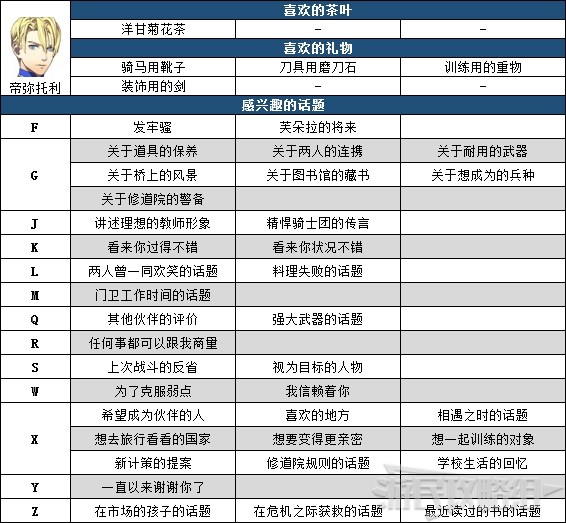 喜欢的茶叶
洋甘菊花茶 － －
喜欢的礼物
帝弥托利
骑马用靴子 刀具用磨刀石 训练用的重物
装饰用的剑 － －
感兴趣的话题
F 发牢骚 芙朵拉的将来
G 关于道具的保养 关于两人的连携 关于耐用的武器
关于桥上的风景 关于图书馆的藏书 关于想成为的兵种
关于修道院的警备
J 讲述理想的教师形象 精悍骑士团的传言
K 看来你过得不错 看来你状况不错
L 两人曾一同欢笑的话题 料理失败的话题
M 门卫工作时间的话题
Q 其他伙伴的评价 强大武器的话题
R 任何事都可以跟我商量
S 上次战斗的反省 视为目标的人物
W 为了克服弱点 我信赖着你
X 希望成为伙伴的人 喜欢的地方 相遇之时的话题
想去旅行看看的国家 想要变得更亲密 想一起训练的对象
新计策的提案 修道院规则的话题 学校生活的回忆
Y 一直以来谢谢你了
Z 在市场的孩子的话题 在危机之际获救的话题 最近读过的书的话题
游民攻略组